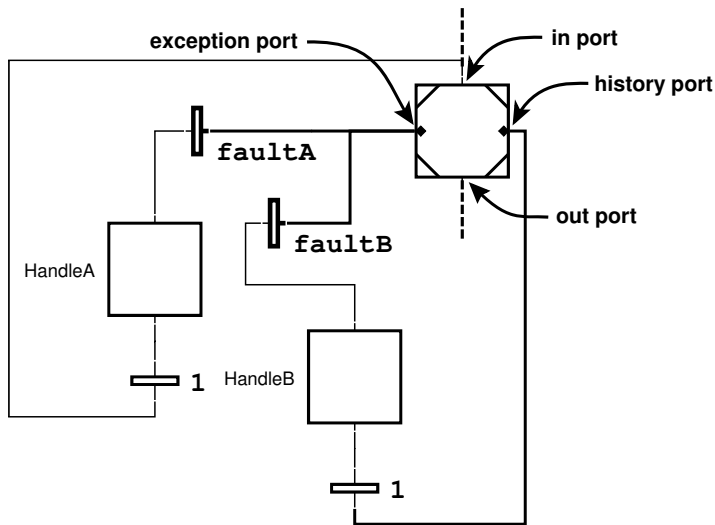 exception port
in port
history port
faultA
out port
faultB
HandleA
1
HandleB
1